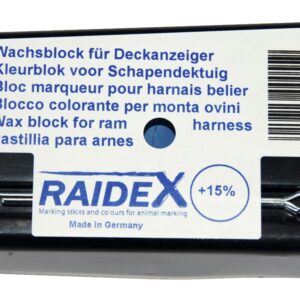 Wachsblock für Deckanzeiger
Kleurblok voor Schapendektuig
Bloc marqueur pour harnais belier
Blocco colorante per monta ovini
Wax block for ram harness
Pastillia para arnes
RAIDEX
+15%
Marking sticks and colours for animal marking
Made in Germany